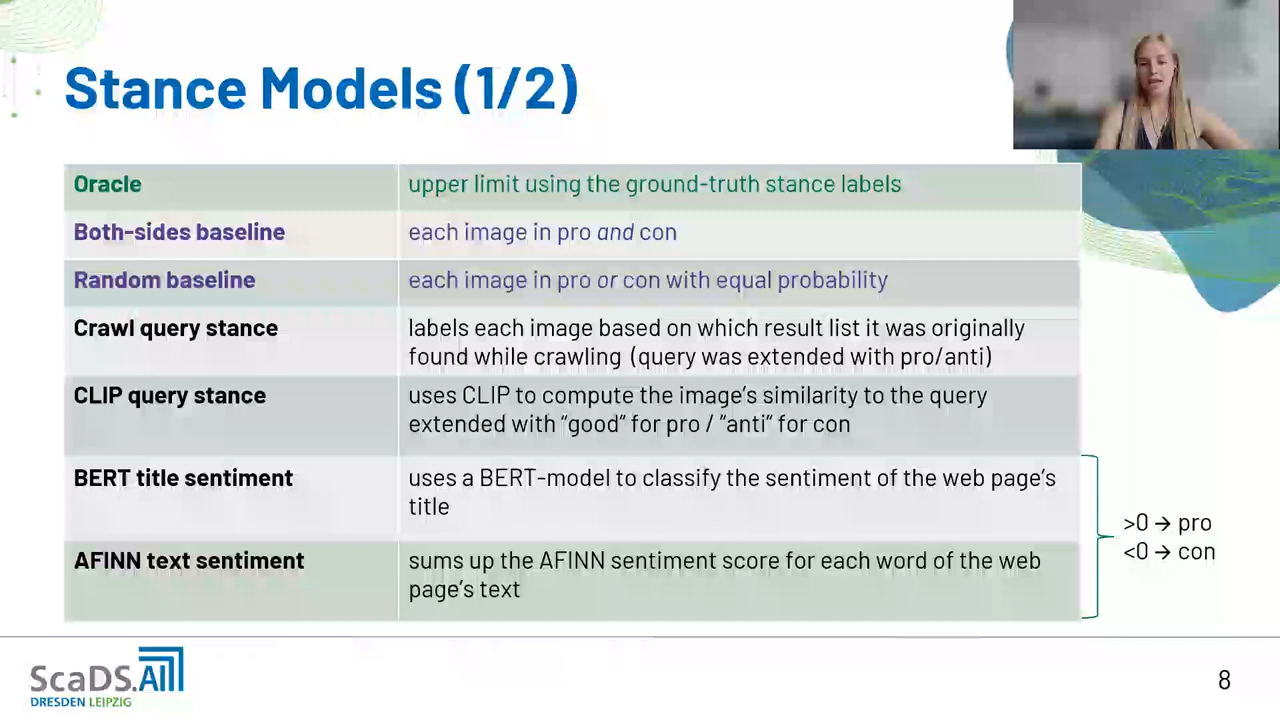 Stance Models (1/2)
Oracle
upper limit using the ground-truth stance labels
Both-sides baseline
each image in pro and con
Random baseline
each image in pro or con with equal probability
Crawl query stance
labels each image based on which result list it was originally
found while crawling (query was extended with pro/anti)
CLIP query stance
uses CLIP to compute the image's similarity to the query
extended with “good” for pro / “anti” for con
BERT title sentiment
uses a BERT-model to classify the sentiment of the web page's
title
AFINN text sentiment
sums up the AFINN sentiment score for each word of the web
page's text
>0 → pro
<0 → con
ScaDS.AI
DRESDEN LEIPZIG
8